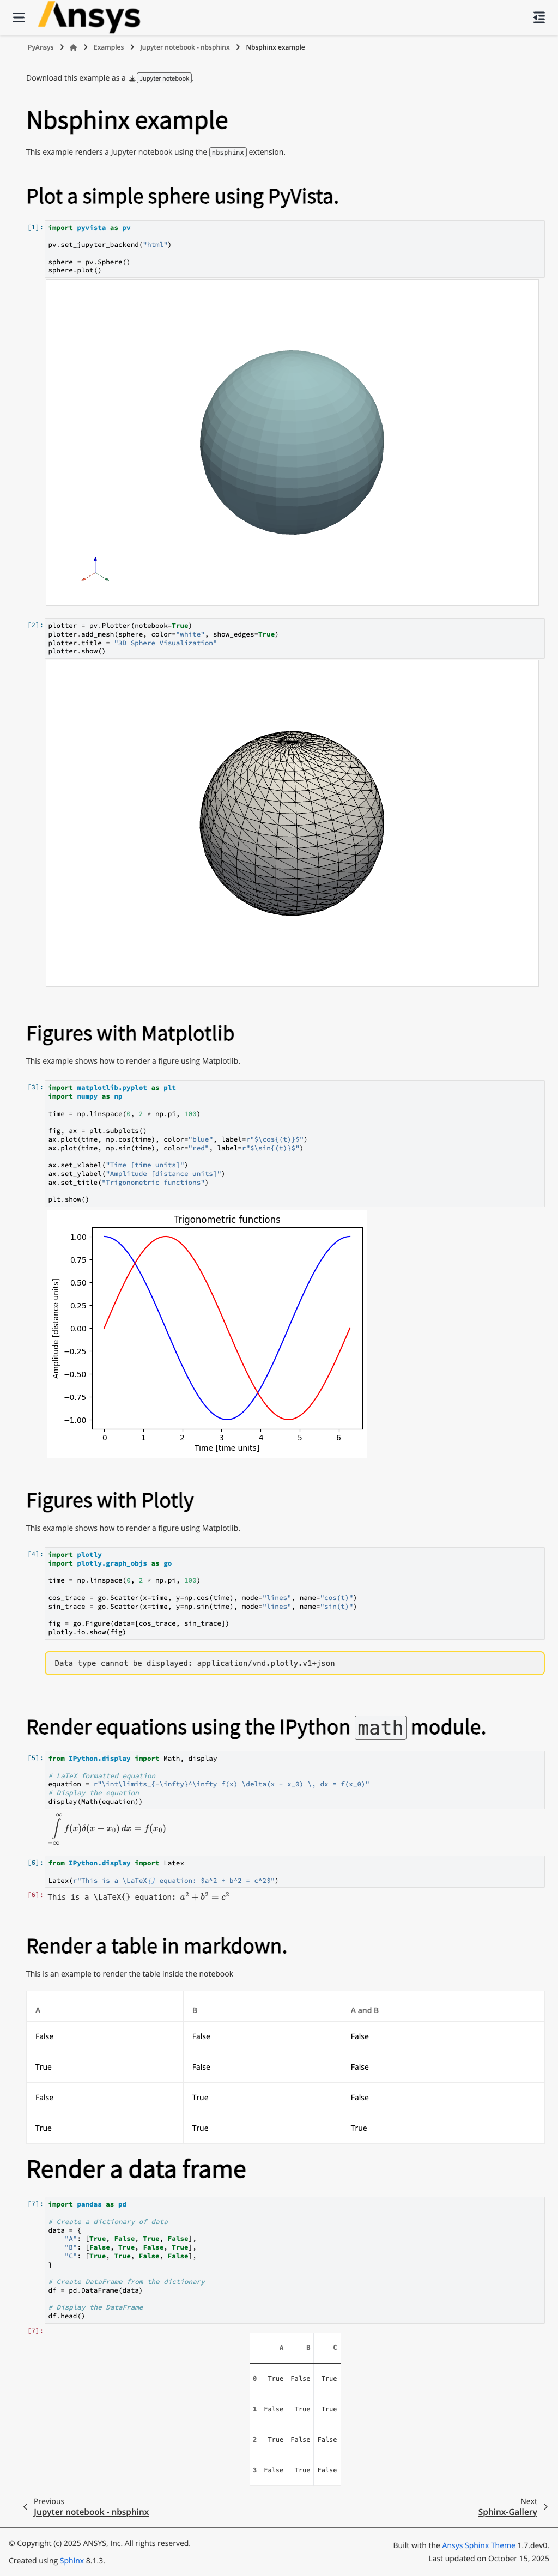 Ansys
PyAnsys > > Examples > Jupyter notebook - nbsphinx > Nbsphinx example
Download this example as a Jupyter notebook.
Nbsphinx example
This example renders a Jupyter notebook using the nbsphinx extension.
Plot a simple sphere using PyVista.
[1]: import pyvista as pv
pv.set_jupyter_backend("html")
sphere = pv.Sphere()
sphere.plot()
[2]: plotter = pv.Plotter(notebook=True)
plotter.add_mesh(sphere, color="white", show_edges=True)
plotter.title = "3D Sphere Visualization"
plotter.show()
Figures with Matplotlib
This example shows how to render a figure using Matplotlib.
[3]: import matplotlib.pyplot as plt
import numpy as np
time = np.linspace(0, 2 * np.pi, 100)
fig, ax = plt.subplots()
ax.plot(time, np.cos(time), color="blue", label=r"$\cos{(t)}$")
ax.plot(time, np.sin(time), color="red", label=r"$\sin{(t)}$")
ax.set_xlabel("Time [time units]")
ax.set_ylabel("Amplitude [distance units]")
ax.set_title("Trigonometric functions")
plt.show()
Trigonometric functions
1.00
0.75
0.50
0.25
0.00
−0.25
−0.50
−0.75
−1.00
Amplitude [distance units]
0 1 2 3 4 5 6
Time [time units]
Figures with Plotly
This example shows how to render a figure using Matplotlib.
[4]: import plotly
import plotly.graph_objs as go
time = np.linspace(0, 2 * np.pi, 100)
cos_trace = go.Scatter(x=time, y=np.cos(time), mode="lines", name="cos(t)")
sin_trace = go.Scatter(x=time, y=np.sin(time), mode="lines", name="sin(t)")
fig = go.Figure(data=[cos_trace, sin_trace])
plotly.io.show(fig)
Data type cannot be displayed: application/vnd.plotly.v1+json
Render equations using the IPython math module.
[5]: from IPython.display import Math, display
# LaTeX formatted equation
equation = r"\int\limits_{-\infty}^\infty f(x) \delta(x - x_0) \, dx = f(x_0)"
# Display the equation
display(Math(equation))
∫_{−∞}^{∞} f(x)δ(x − x₀) dx = f(x₀)
[6]: from IPython.display import Latex
Latex(r"This is a \LaTeX{} equation: $a^2 + b^2 = c^2$")
[6]: This is a \LaTeX{} equation: a² + b² = c²
Render a table in markdown.
This is an example to render the table inside the notebook
A B A and B
False False False
True False False
False True False
True True True
Render a data frame
[7]: import pandas as pd
# Create a dictionary of data
data = {
"A": [True, False, True, False],
"B": [False, True, False, True],
"C": [True, True, False, False],
}
# Create DataFrame from the dictionary
df = pd.DataFrame(data)
# Display the DataFrame
df.head()
[7]:
A B C
0 True False True
1 False True True
2 True False False
3 False True False
Previous
Jupyter notebook - nbsphinx
Next
Sphinx-Gallery
© Copyright (c) 2025 ANSYS, Inc. All rights reserved.
Created using Sphinx 8.1.3.
Built with the Ansys Sphinx Theme 1.7.dev0.
Last updated on October 15, 2025